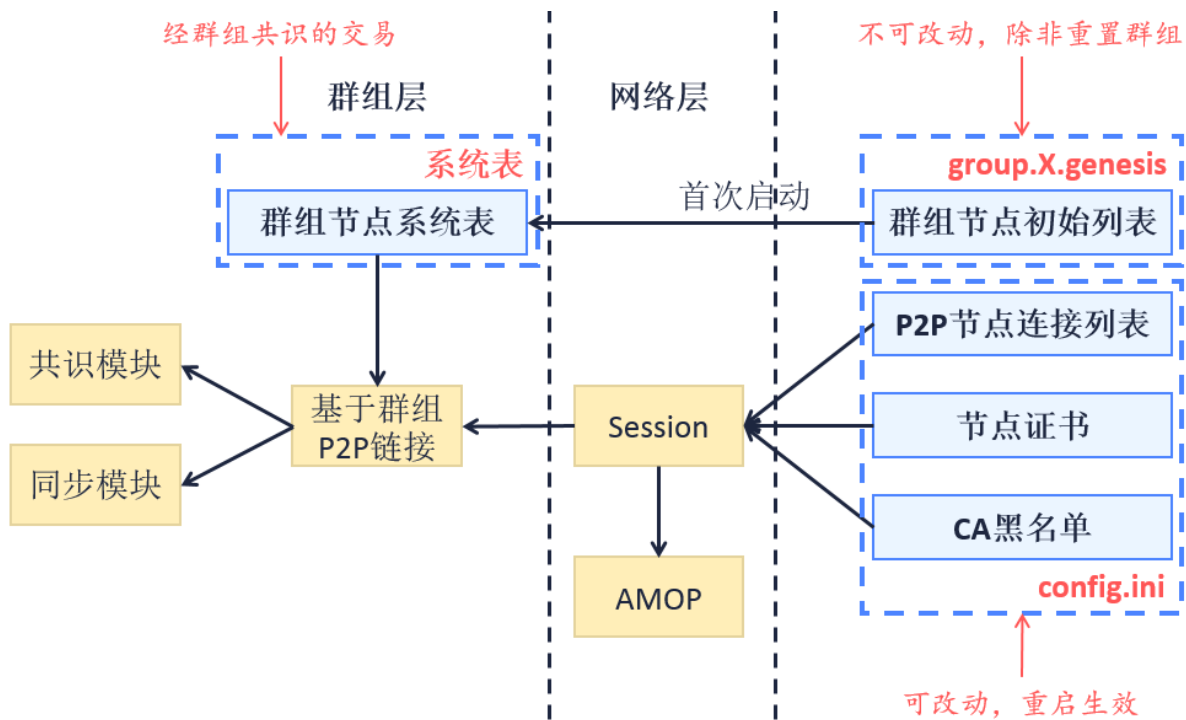 经群组共识的交易
不可改动，除非重置群组
群组层
网络层
系统表
group.X.genesis
首次启动
群组节点系统表
群组节点初始列表
P2P节点连接列表
共识模块
基于群组
P2P链接
Session
节点证书
同步模块
CA黑名单
AMOP
config.ini
可改动，重启生效